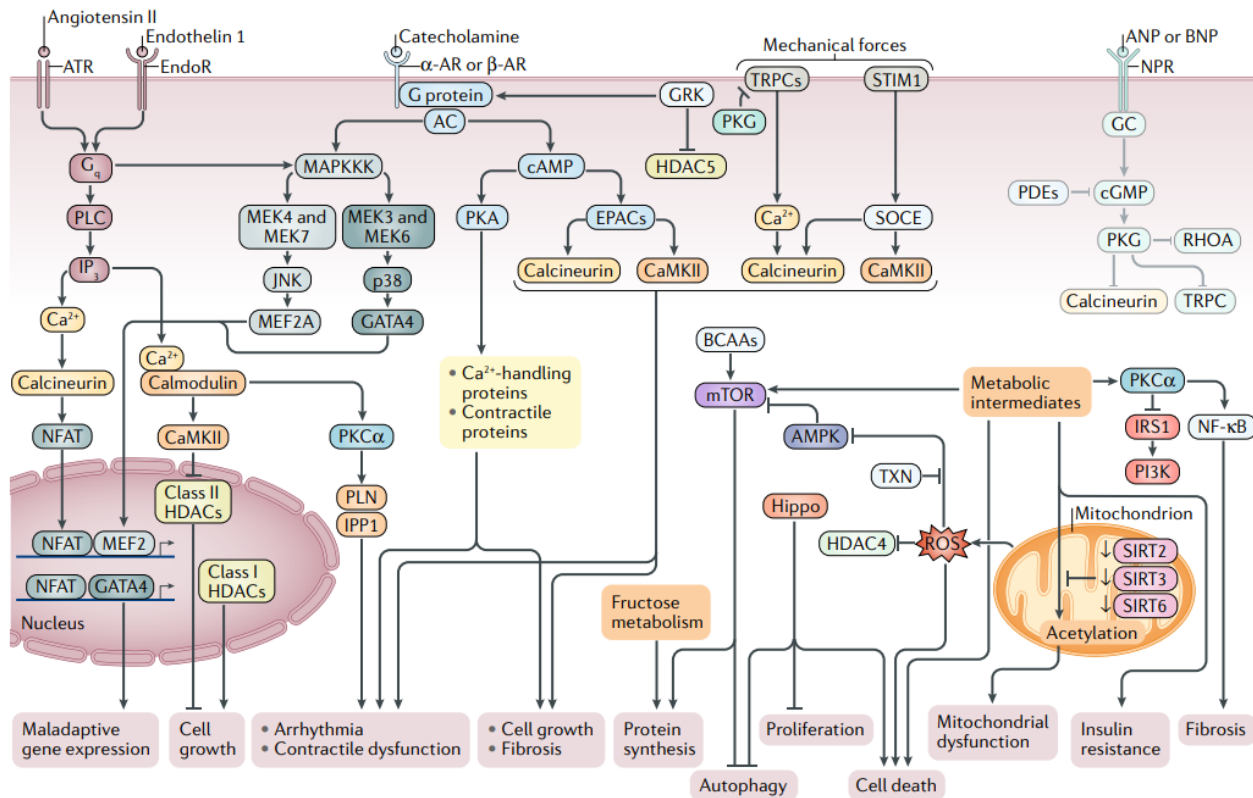 Angiotensin II
Endothelin 1
ATR
EndoR
Catecholamine
α-AR or β-AR
G protein
AC
GRK
HDAC5
Mechanical forces
TRPCs
STIM1
PKG
ANP or BNP
NPR
GC
Gq
MAPKKK
cAMP
PDEs
cGMP
PLC
MEK4 and
MEK7
MEK3 and
MEK6
PKA
EPACs
Ca²⁺
SOCE
PKG
RHOA
IP₃
JNK
p38
Calcineurin
CaMKII
Calcineurin
CaMKII
Calcineurin
TRPC
Ca²⁺
MEF2A
GATA4
Ca²⁺
Calcineurin
Calmodulin
• Ca²⁺-handling
proteins
• Contractile
proteins
BCAAs
mTOR
Metabolic
intermediates
PKCα
NFAT
CaMKII
PKCα
AMPK
IRS1
NF-κB
PI3K
TXN
Class II
HDACs
PLN
IPP1
Hippo
Mitochondrion
NFAT
MEF2
HDAC4
ROS
SIRT2
SIRT3
SIRT6
Acetylation
NFAT
GATA4
Class I
HDACs
Nucleus
Fructose
metabolism
Maladaptive
gene expression
Cell
growth
• Arrhythmia
• Contractile dysfunction
• Cell growth
• Fibrosis
Protein
synthesis
Proliferation
Mitochondrial
dysfunction
Insulin
resistance
Fibrosis
Autophagy
Cell death